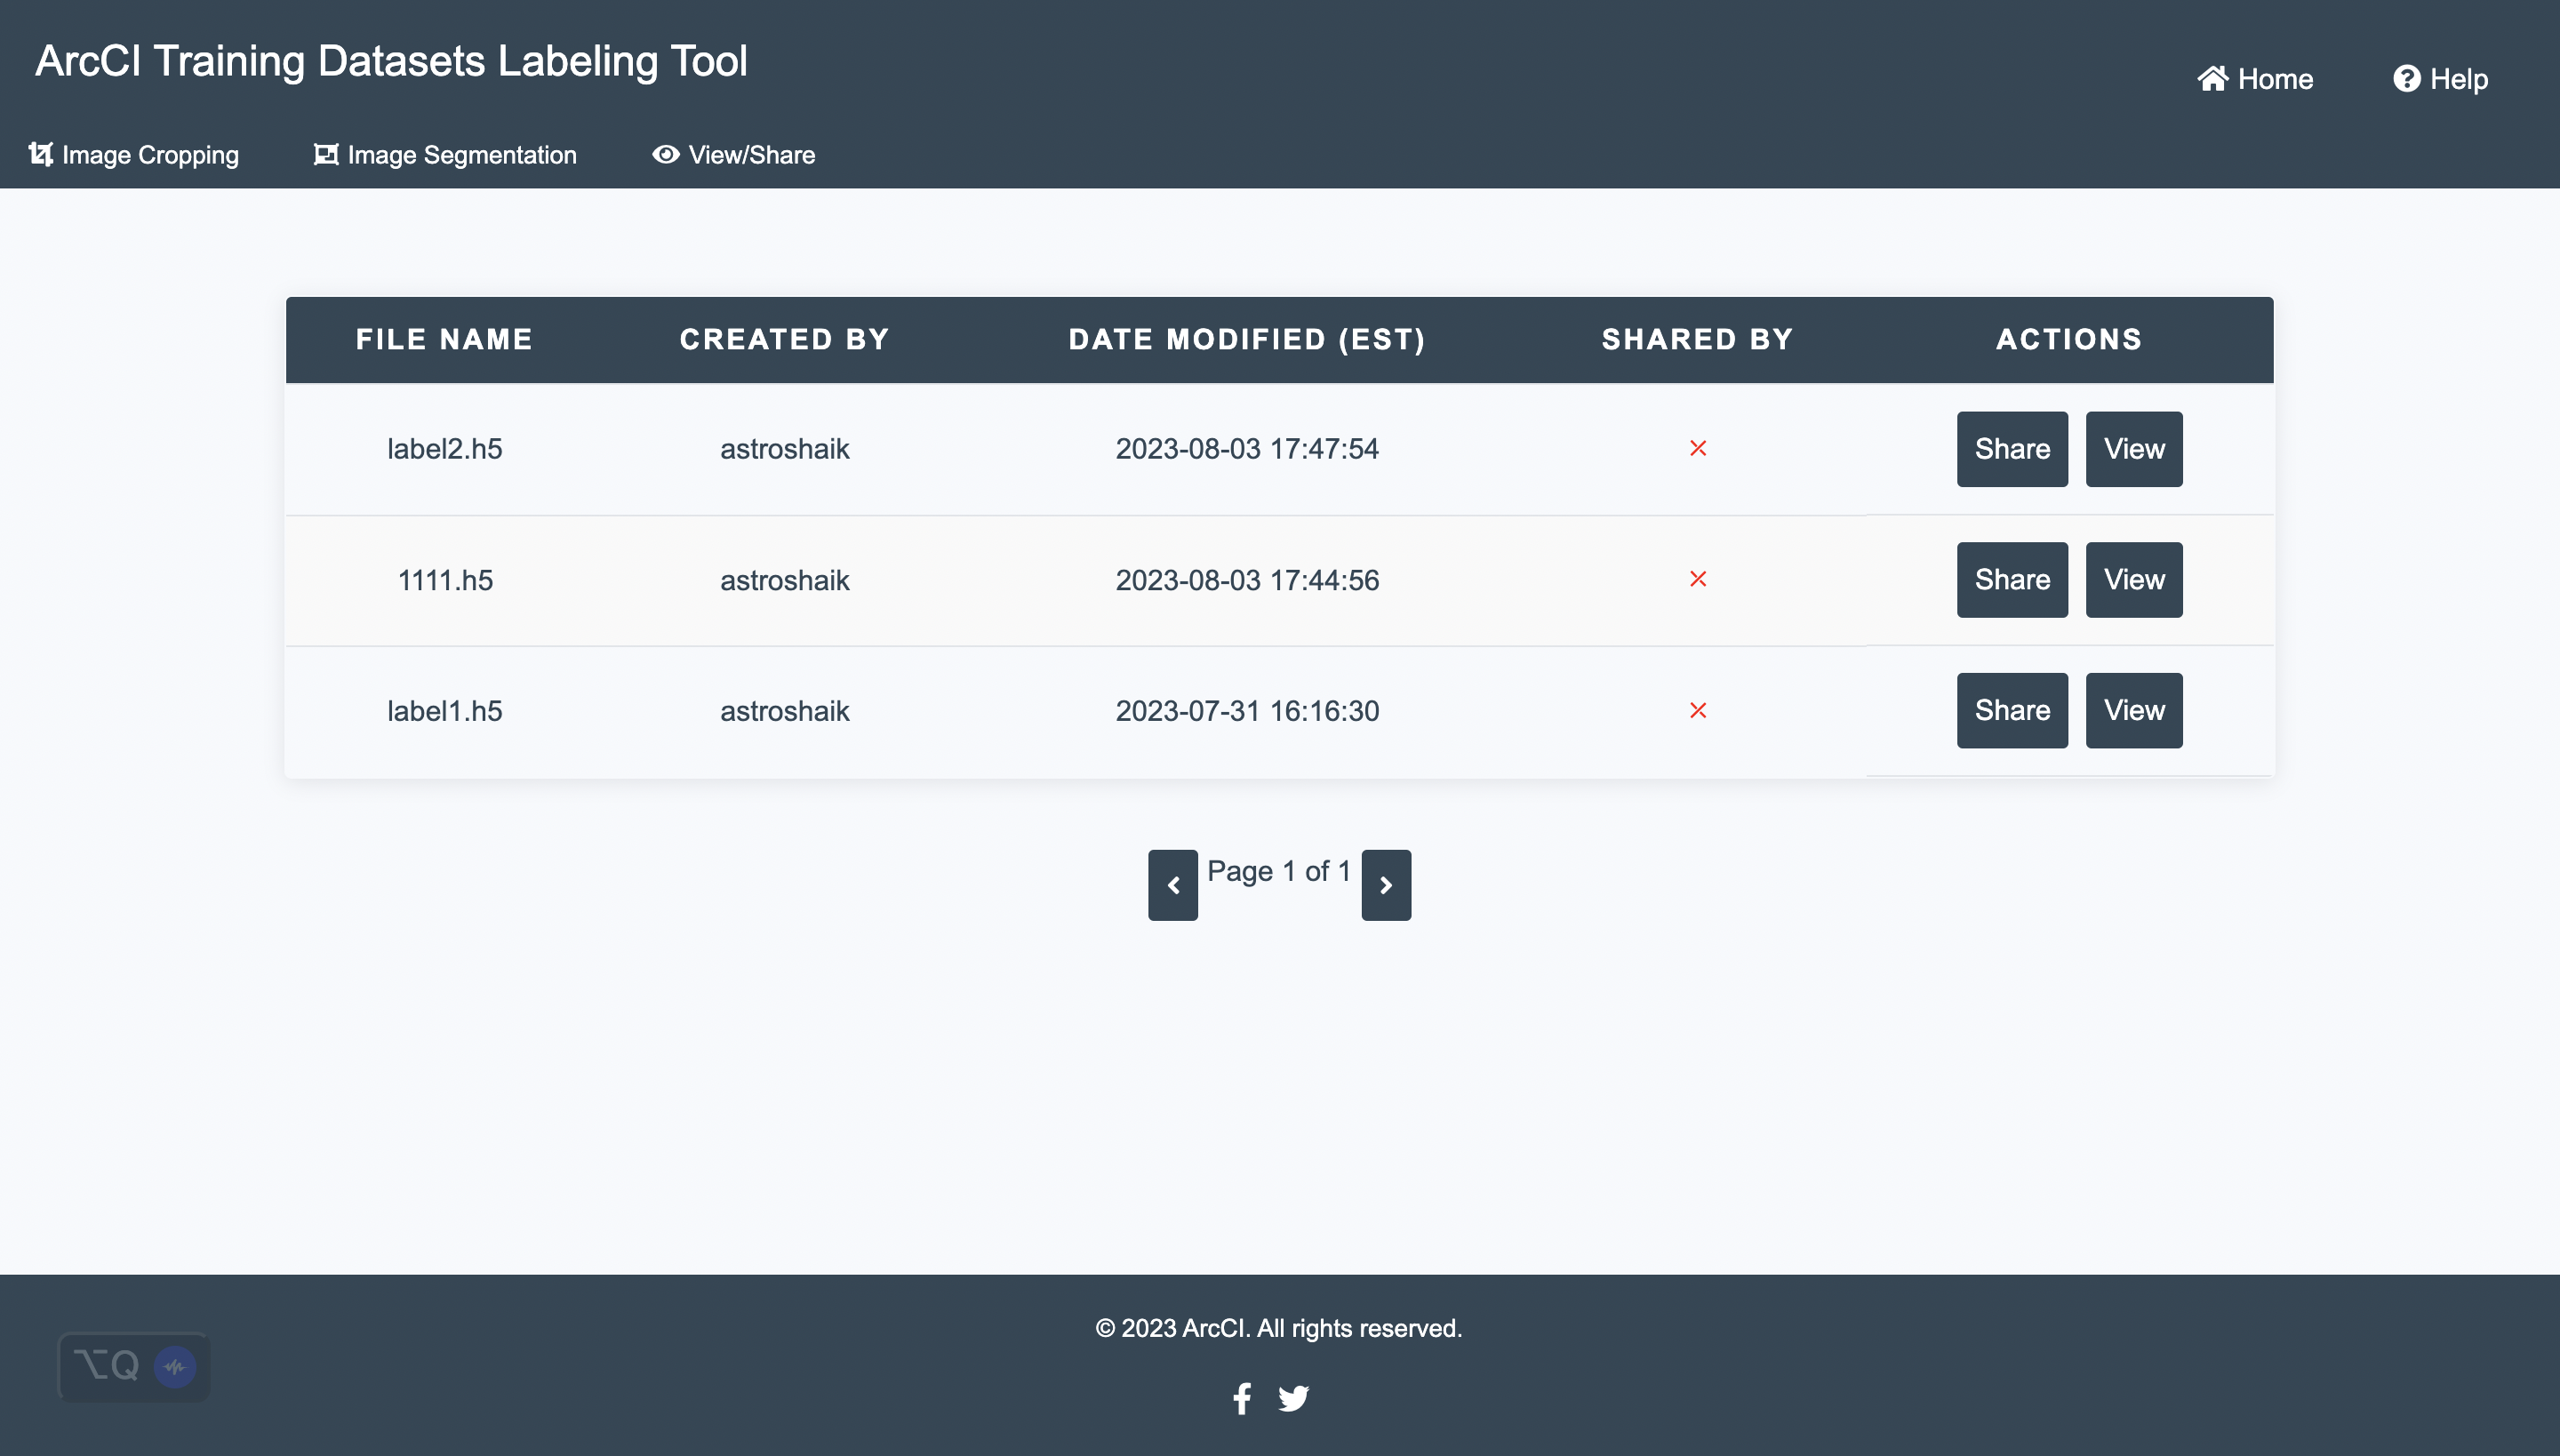 ArcCI Training Datasets Labeling Tool
Home Help
Image Cropping Image Segmentation View/Share
FILE NAME CREATED BY DATE MODIFIED (EST) SHARED BY ACTIONS
label2.h5 astroshaik 2023-08-03 17:47:54 Share View
1111.h5 astroshaik 2023-08-03 17:44:56 Share View
label1.h5 astroshaik 2023-07-31 16:16:30 Share View
Page 1 of 1
© 2023 ArcCI. All rights reserved.
⌥Q